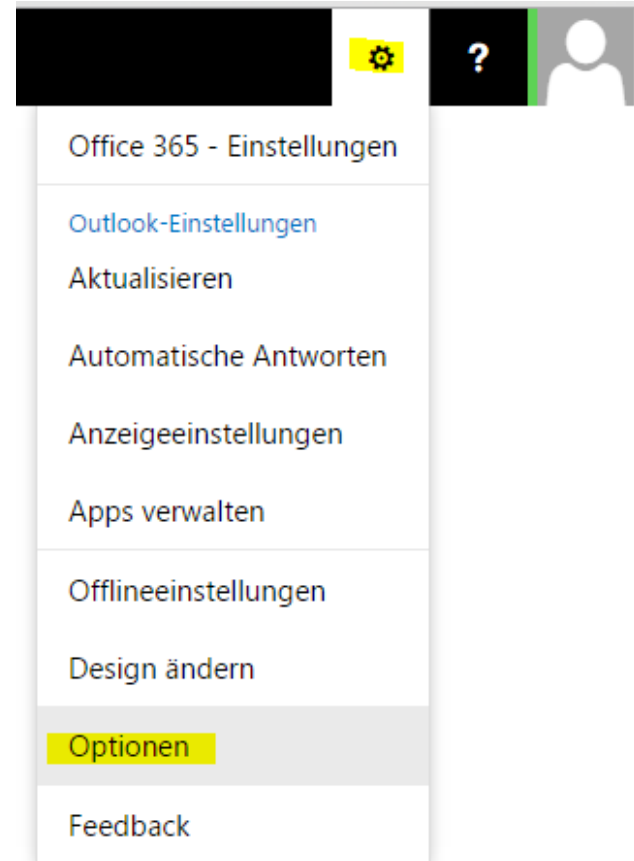 ?
Office 365 - Einstellungen
Outlook-Einstellungen
Aktualisieren
Automatische Antworten
Anzeigeeinstellungen
Apps verwalten
Offlineeinstellungen
Design ändern
Optionen
Feedback